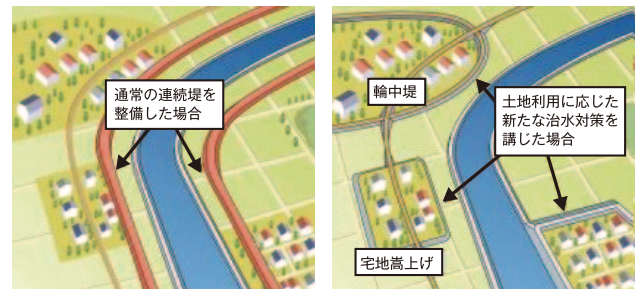 通常の連続堤を
整備した場合
輪中堤
土地利用に応じた
新たな治水対策を
講じた場合
宅地嵩上げ